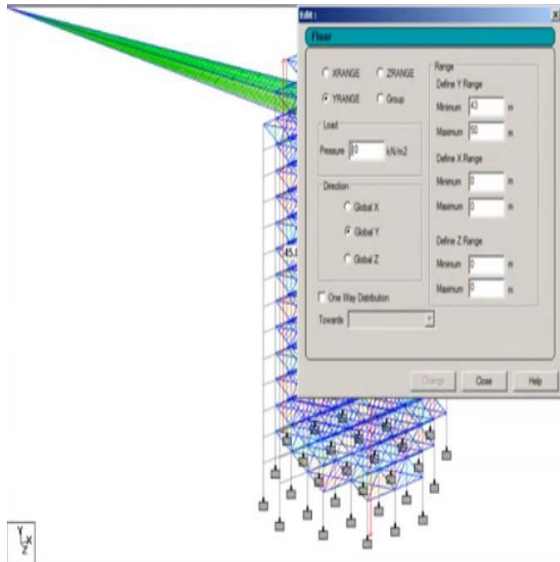 Edit :
Floor
XRANGE
ZRANGE
YRANGE
Group
Load
Pressure
0
kN/m2
Direction
Global X
Global Y
Global Z
One Way Distribution
Towards
Range
Define Y Range
Minimum 43 m
Maximum 50 m
Define X Range
Minimum 0 m
Maximum 0 m
Define Z Range
Minimum 0 m
Maximum 0 m
Change
Close
Help
45.
Y
X
Z